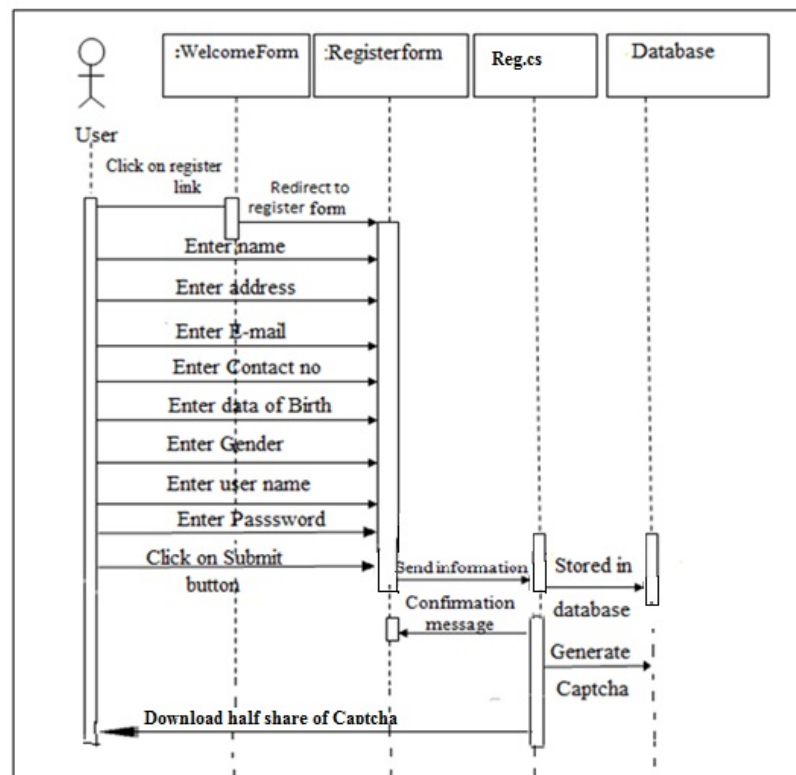 :WelcomeForm
:Registerform
Reg.cs
Database
User
Click on register
link
Redirect to
register form
Enter name
Enter address
Enter E-mail
Enter Contact no
Enter data of Birth
Enter Gender
Enter user name
Enter Passsword
Click on Submit
button
Send information
Stored in
database
Confirmation
message
Generate
Captcha
Download half share of Captcha